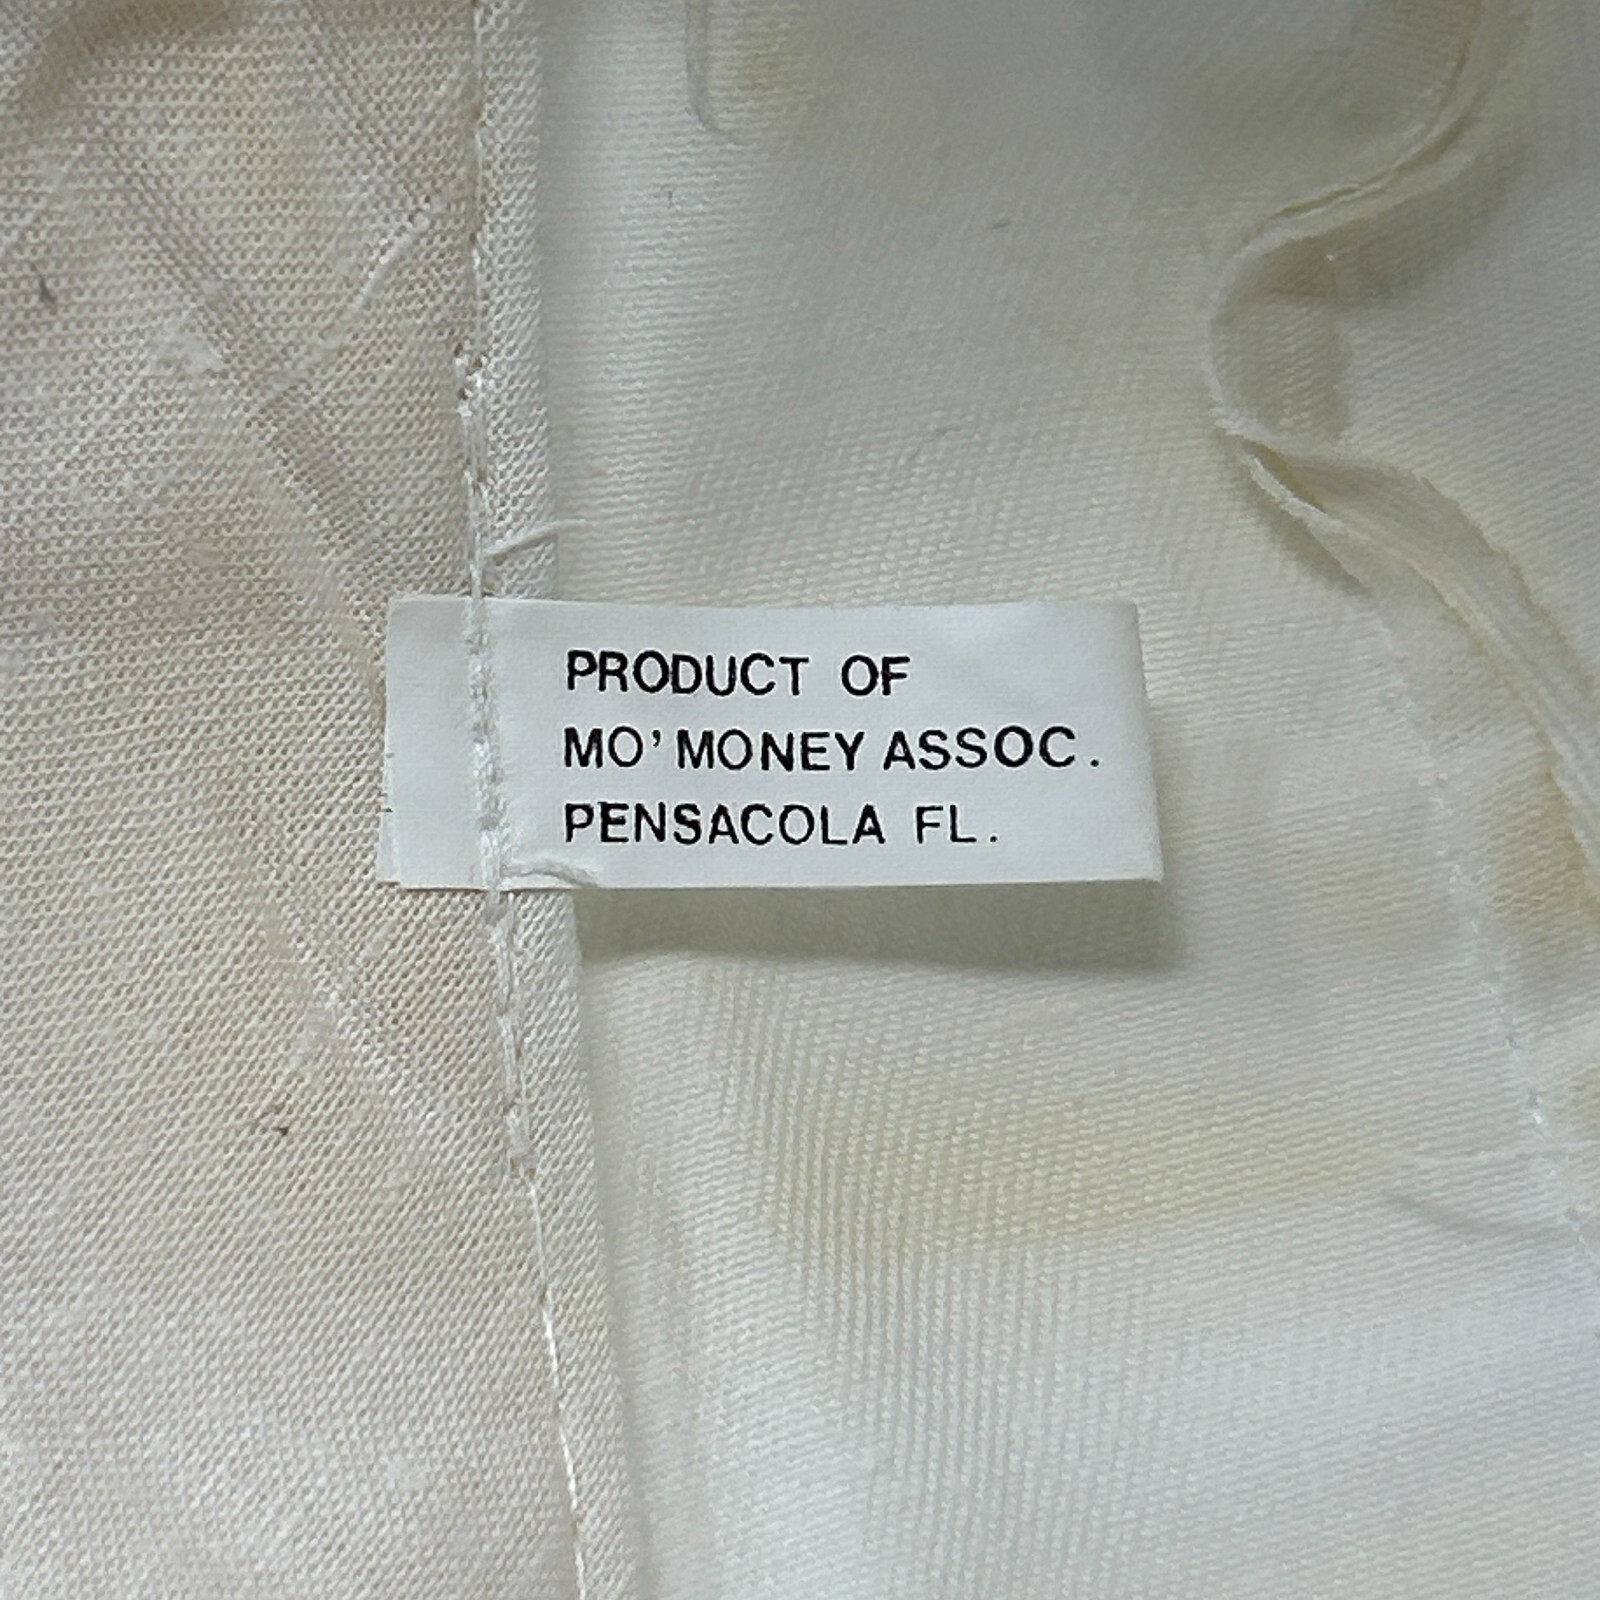 PRODUCT OF
MO' MONEY ASSOC.
PENSACOLA FL.